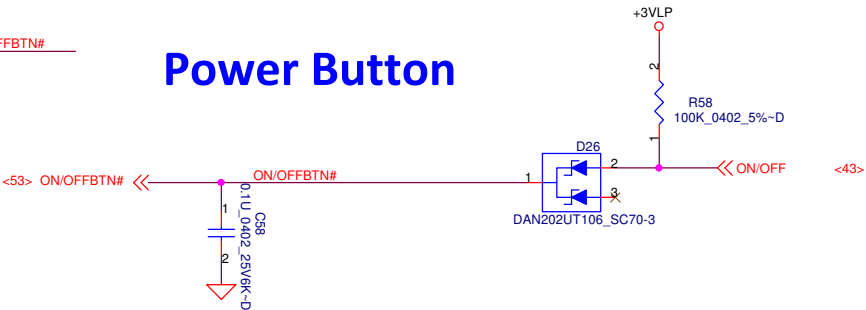 +3VLP
FFBTN#
Power Button
2
R58
100K_0402_5%~D
1
D26
<53> ON/OFFBTN#
ON/OFFBTN#
1
2
ON/OFF
<43>
3
DAN202UT106_SC70-3
1
C58
0.1U_0402_25V6K~D
2